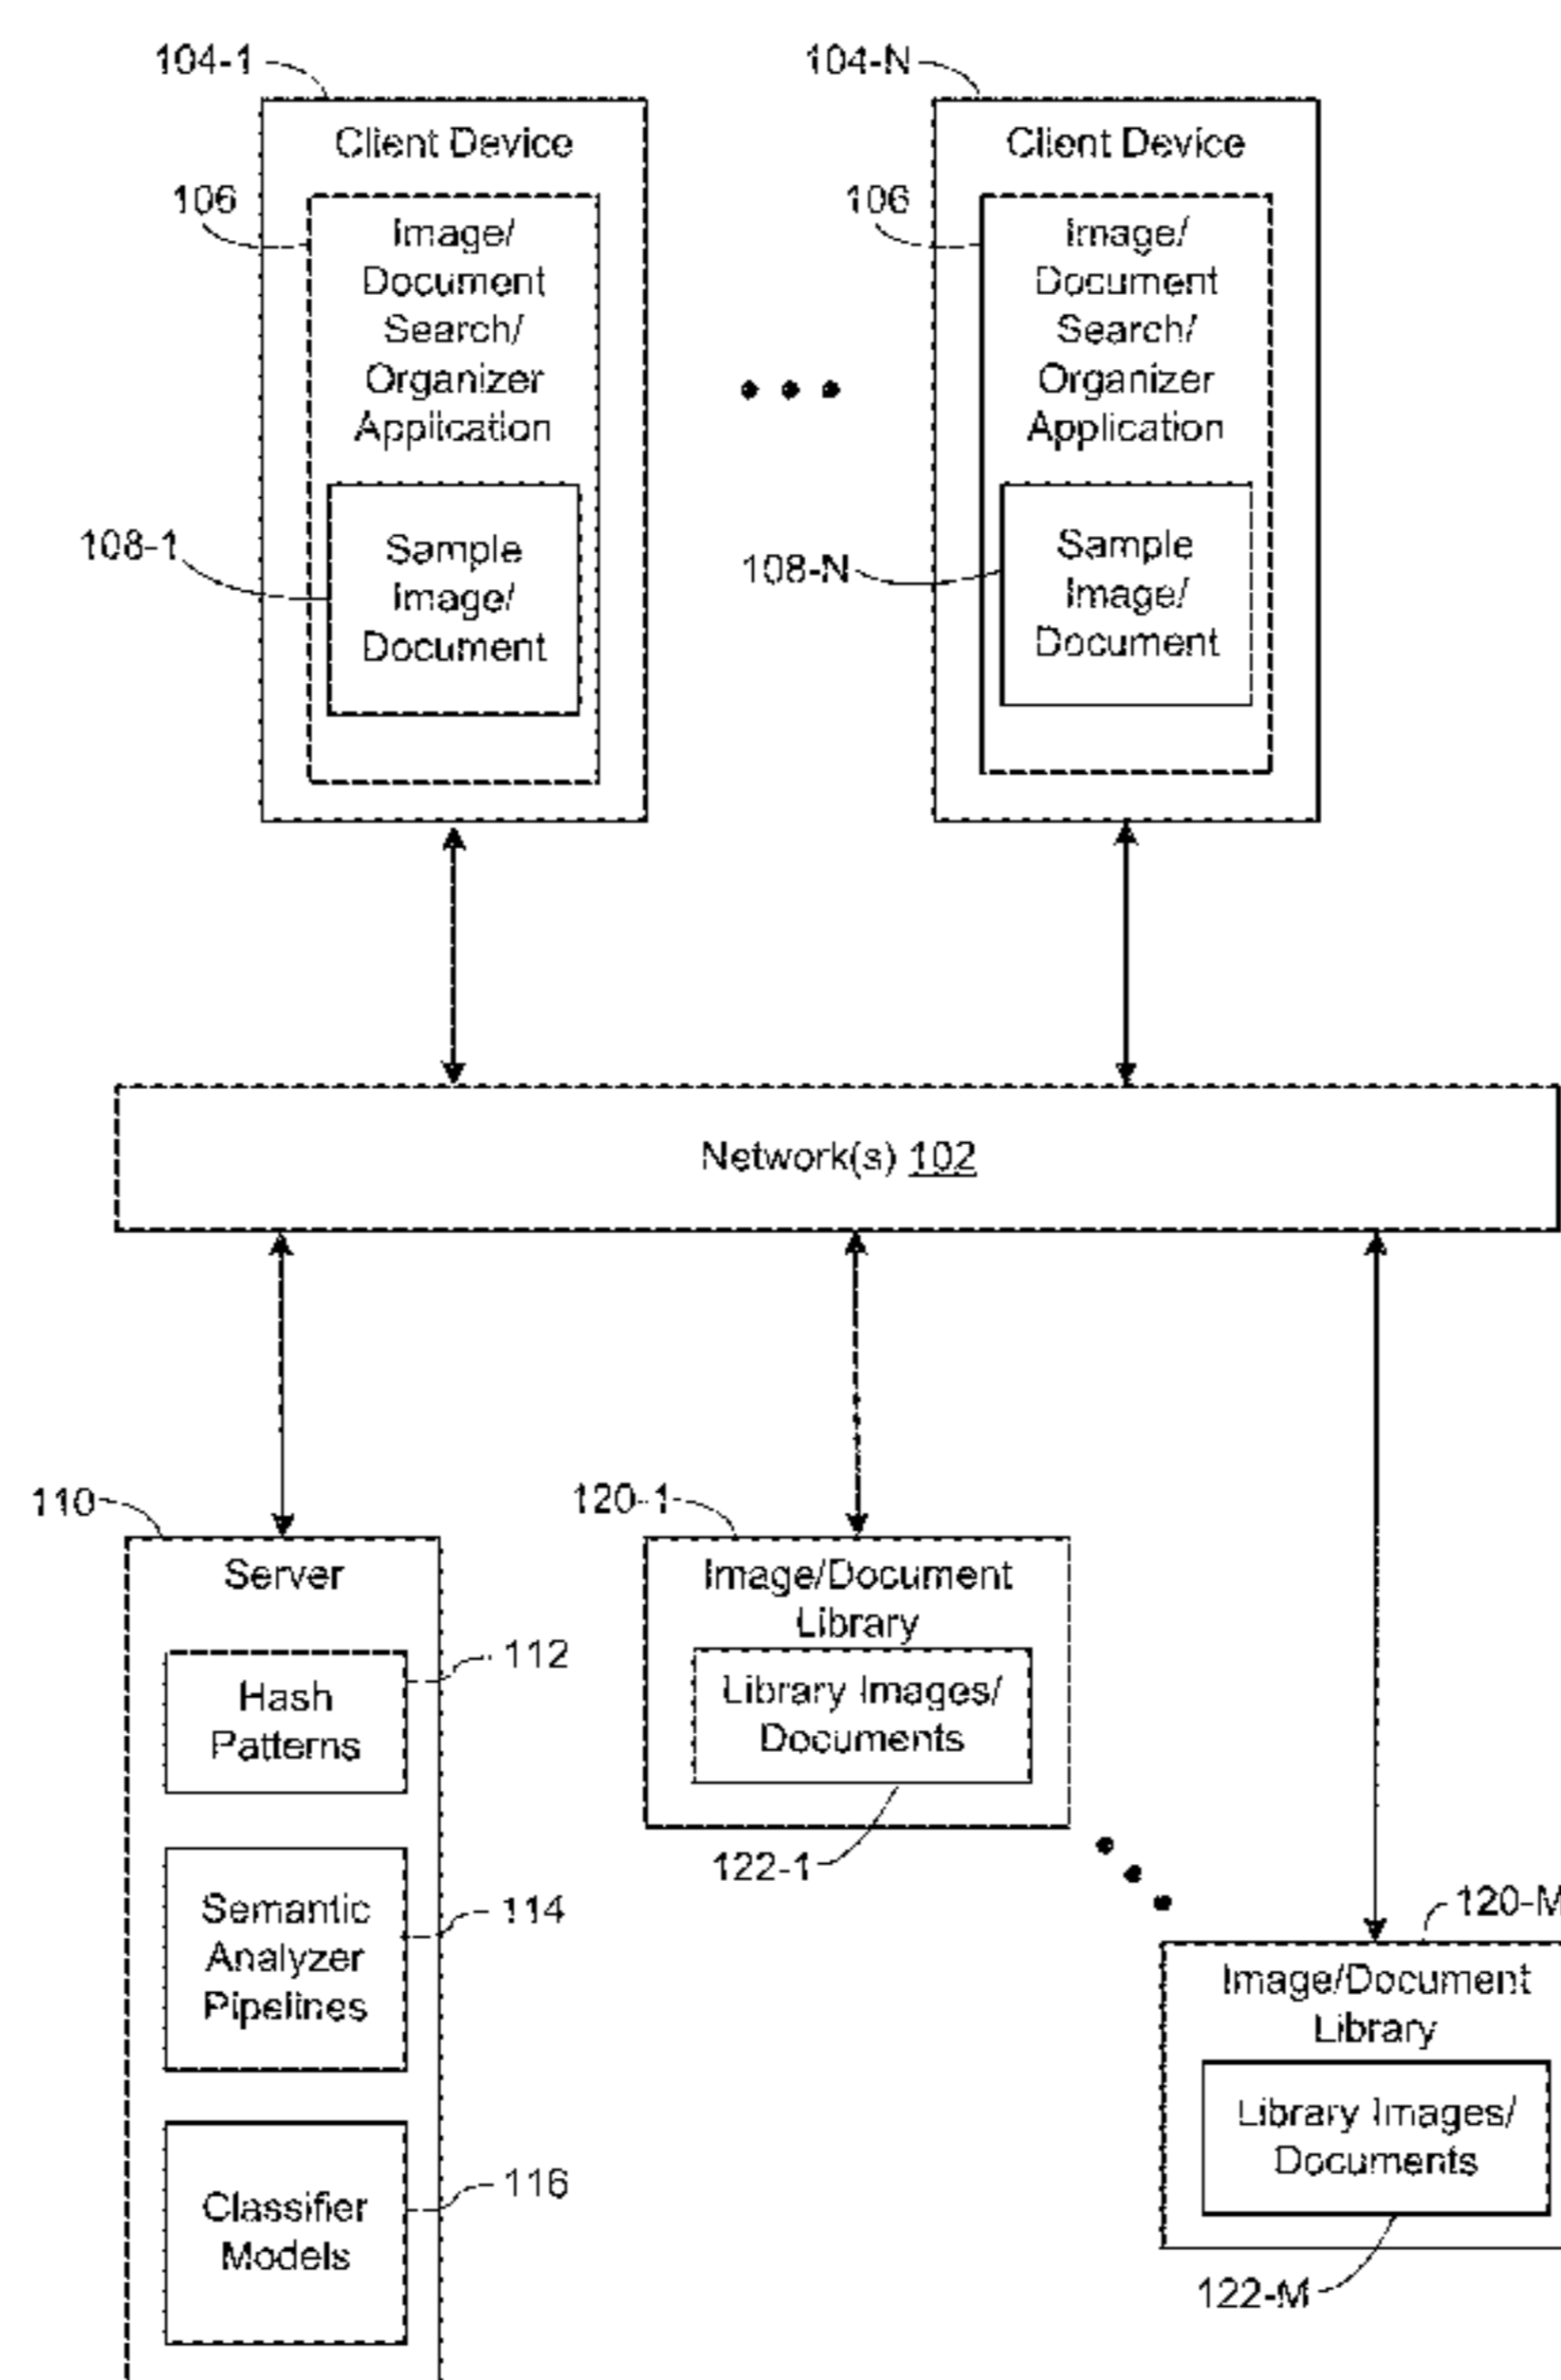 104-1
Client Device
106
Image/
Document
Search/
Organizer
Application
108-1
Sample
Image/
Document
104-N
Client Device
106
Image/
Document
Search/
Organizer
Application
108-N
Sample
Image/
Document
Network(s) 102
110
Server
Hash
Patterns
112
Semantic
Analyzer
Pipelines
114
Classifier
Models
116
120-1
Image/Document
Library
Library Images/
Documents
122-1
120-M
Image/Document
Library
Library Images/
Documents
122-M